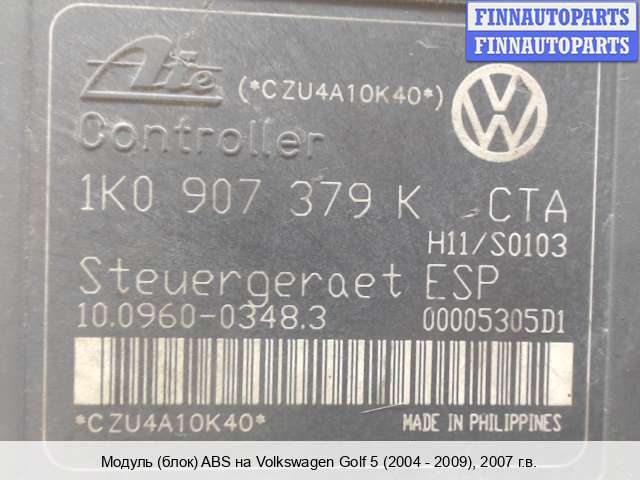 FINNAUTOPARTS
FINNAUTOPARTS
Ate (*CZU4A10K40*)
Controller
1K0 907 379 K CTA
H11/S0103
Steuergeraet ESP
10.0960-0348.3 00005305D1
*CZU4A10K40* MADE IN PHILIPPINES
Модуль (блок) ABS на Volkswagen Golf 5 (2004 - 2009), 2007 г.в.